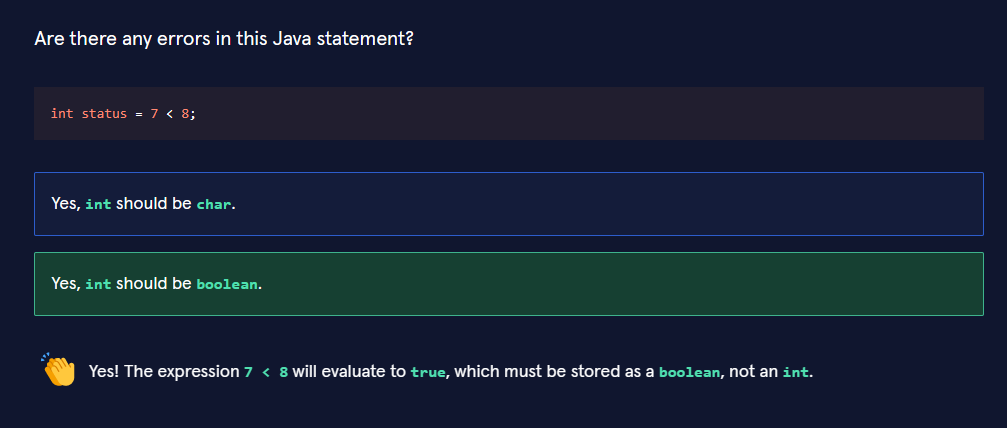 Are there any errors in this Java statement?
int status = 7 < 8;
Yes, int should be char.
Yes, int should be boolean.
Yes! The expression 7 < 8 will evaluate to true, which must be stored as a boolean, not an int.